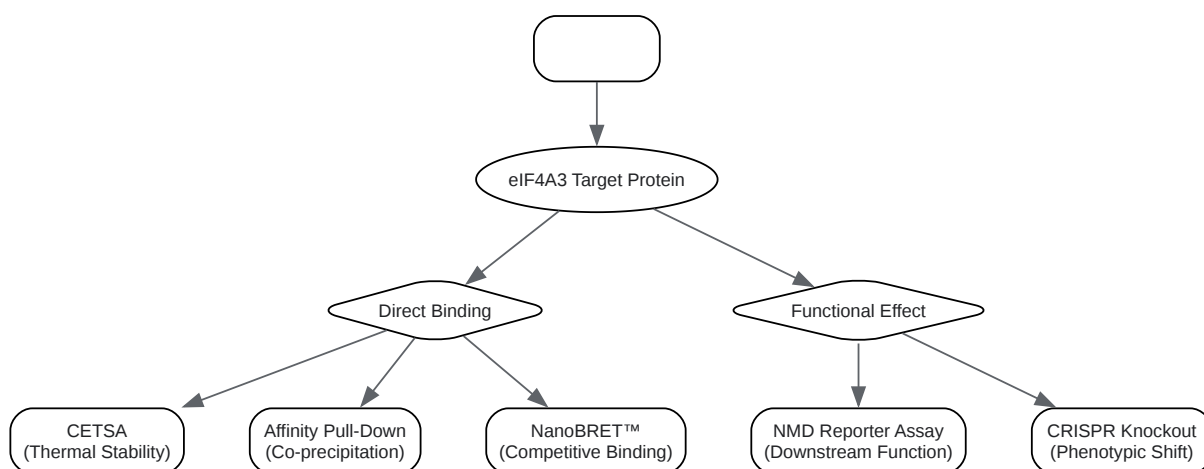 eIF4A3 Target Protein
Direct Binding
Functional Effect
CETSA
(Thermal Stability)
Affinity Pull-Down
(Co-precipitation)
NanoBRET™
(Competitive Binding)
NMD Reporter Assay
(Downstream Function)
CRISPR Knockout
(Phenotypic Shift)